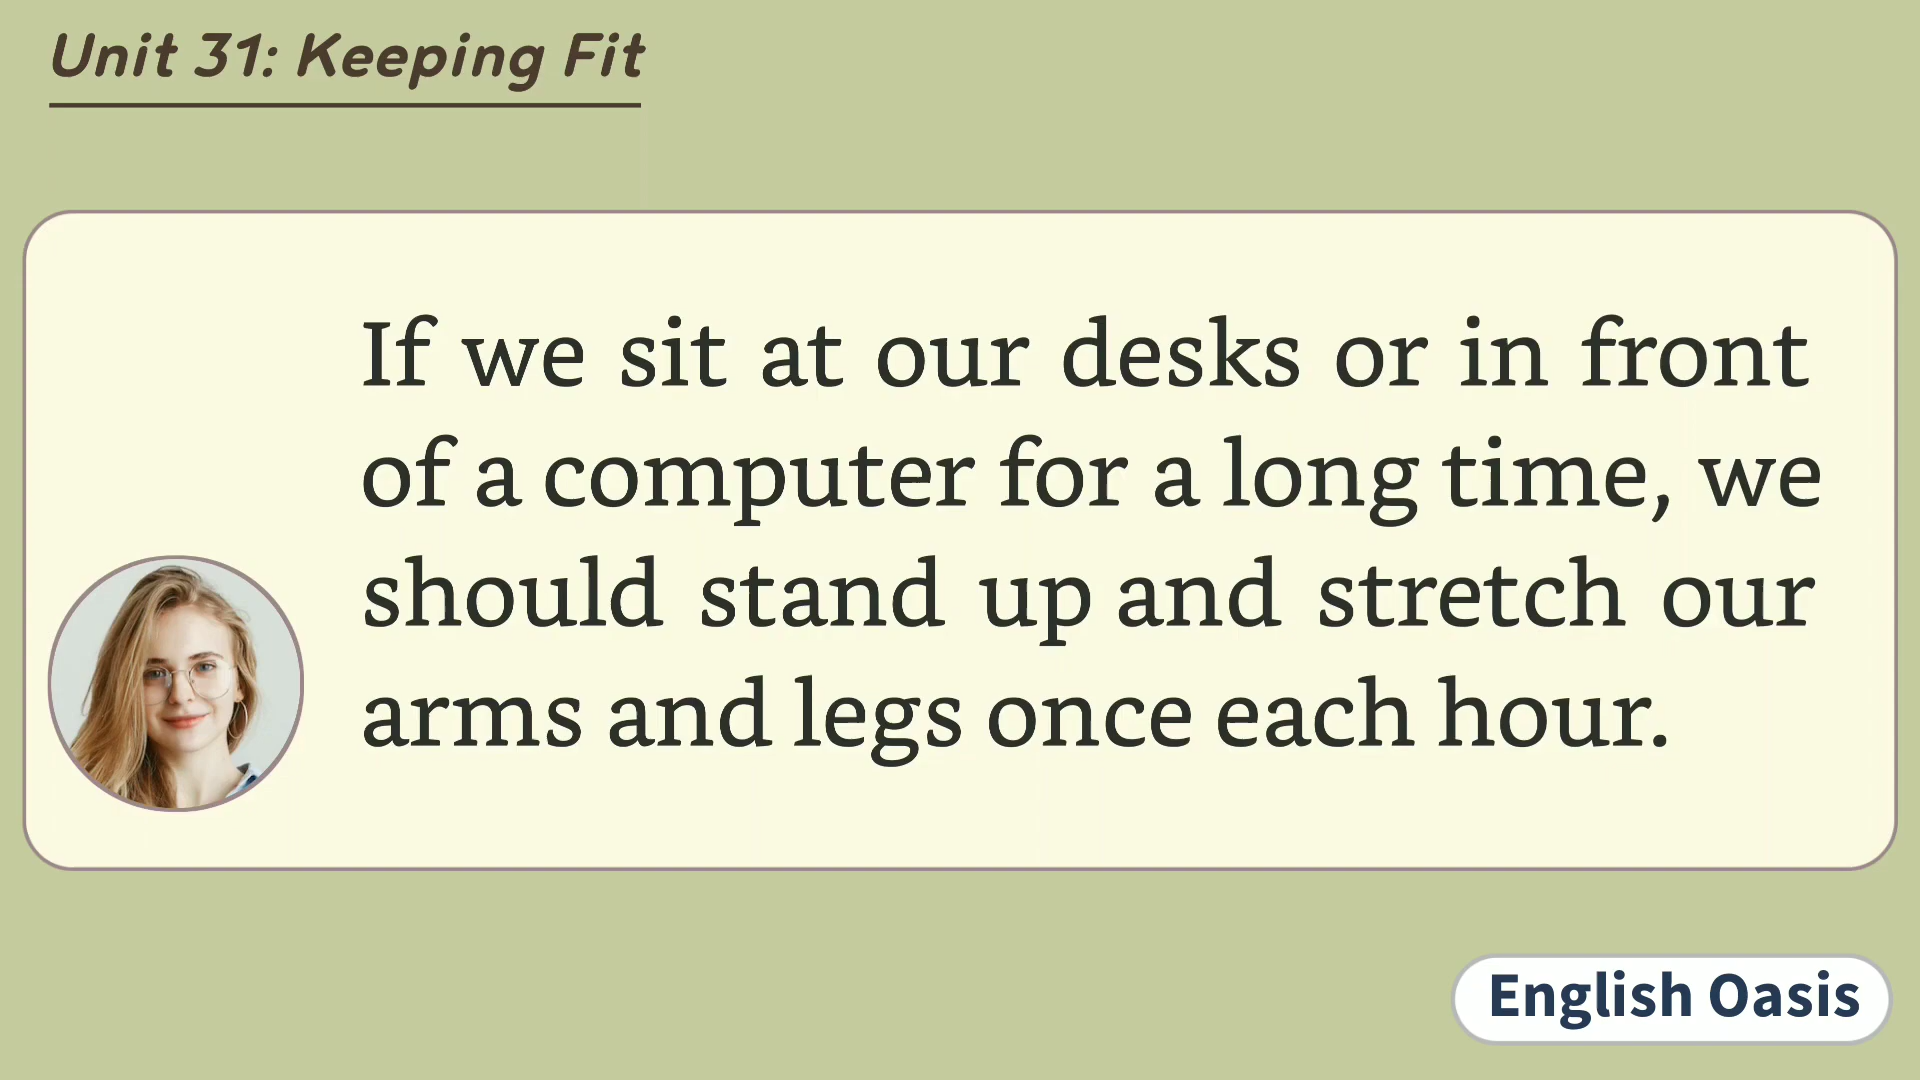 Unit 31: Keeping Fit
If we sit at our desks or in front
of a computer for a long time, we
should stand up and stretch our
arms and legs once each hour.
English Oasis